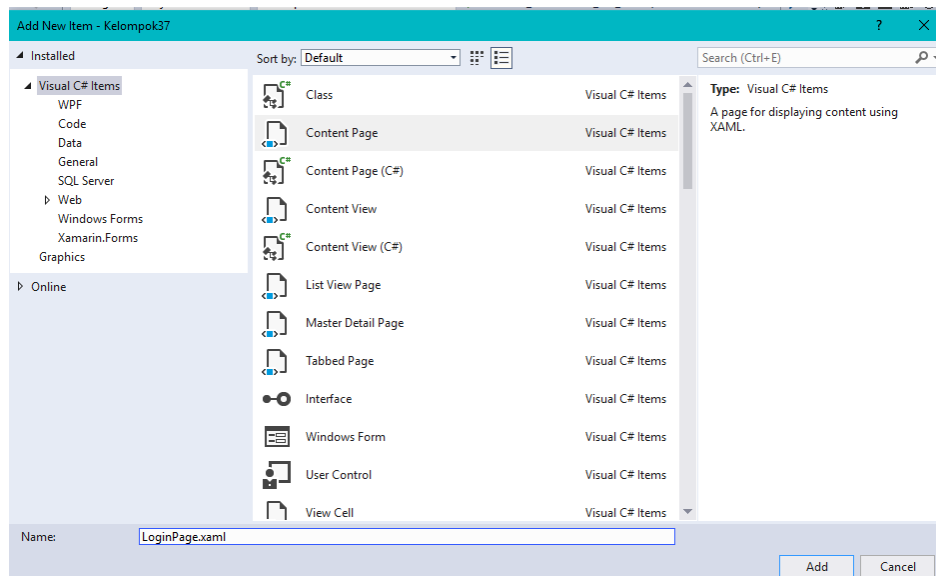 Add New Item - Kelompok37 ?
Installed
Sort by: Default
Search (Ctrl+E)
Visual C# Items
WPF
Code
Data
General
SQL Server
Web
Windows Forms
Xamarin.Forms
Graphics
Online
C# Class Visual C# Items
Content Page Visual C# Items
C# Content Page (C#) Visual C# Items
Content View Visual C# Items
C# Content View (C#) Visual C# Items
List View Page Visual C# Items
Master Detail Page Visual C# Items
Tabbed Page Visual C# Items
Interface Visual C# Items
Windows Form Visual C# Items
User Control Visual C# Items
View Cell Visual C# Items
Type: Visual C# Items
A page for displaying content using
XAML.
Name: LoginPage.xaml
Add Cancel